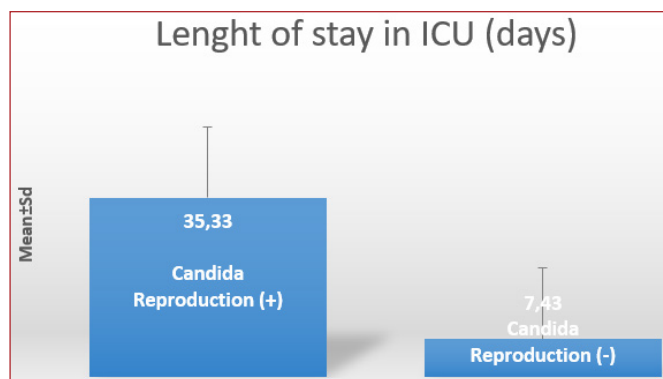 Lenght of stay in ICU (days)
Mean±Sd
35,33
Candida
Reproduction (+)
7,43
Candida
Reproduction (-)